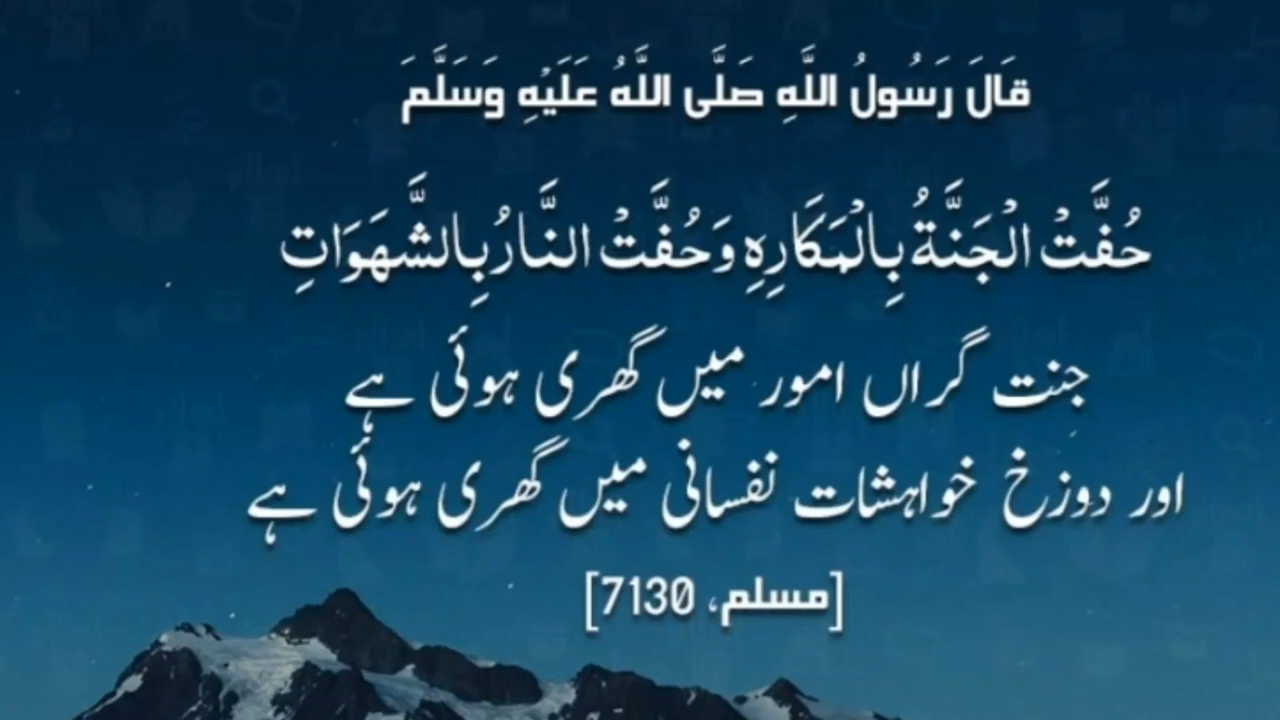 قَالَ رَسُولُ اللَّهِ صَلَّى اللَّهُ عَلَيْهِ وَسَلَّمَ
حُفَّتْ الْجَنَّةُ بِالْمَكَارِهِ وَحُفَّتْ النَّارُ بِالشَّهَوَاتِ
جنت گراں امور میں گھری ہوئی ہے
اور دوزخ خواہشات نفسانی میں گھری ہوئی ہے
[مسلم، 7130]